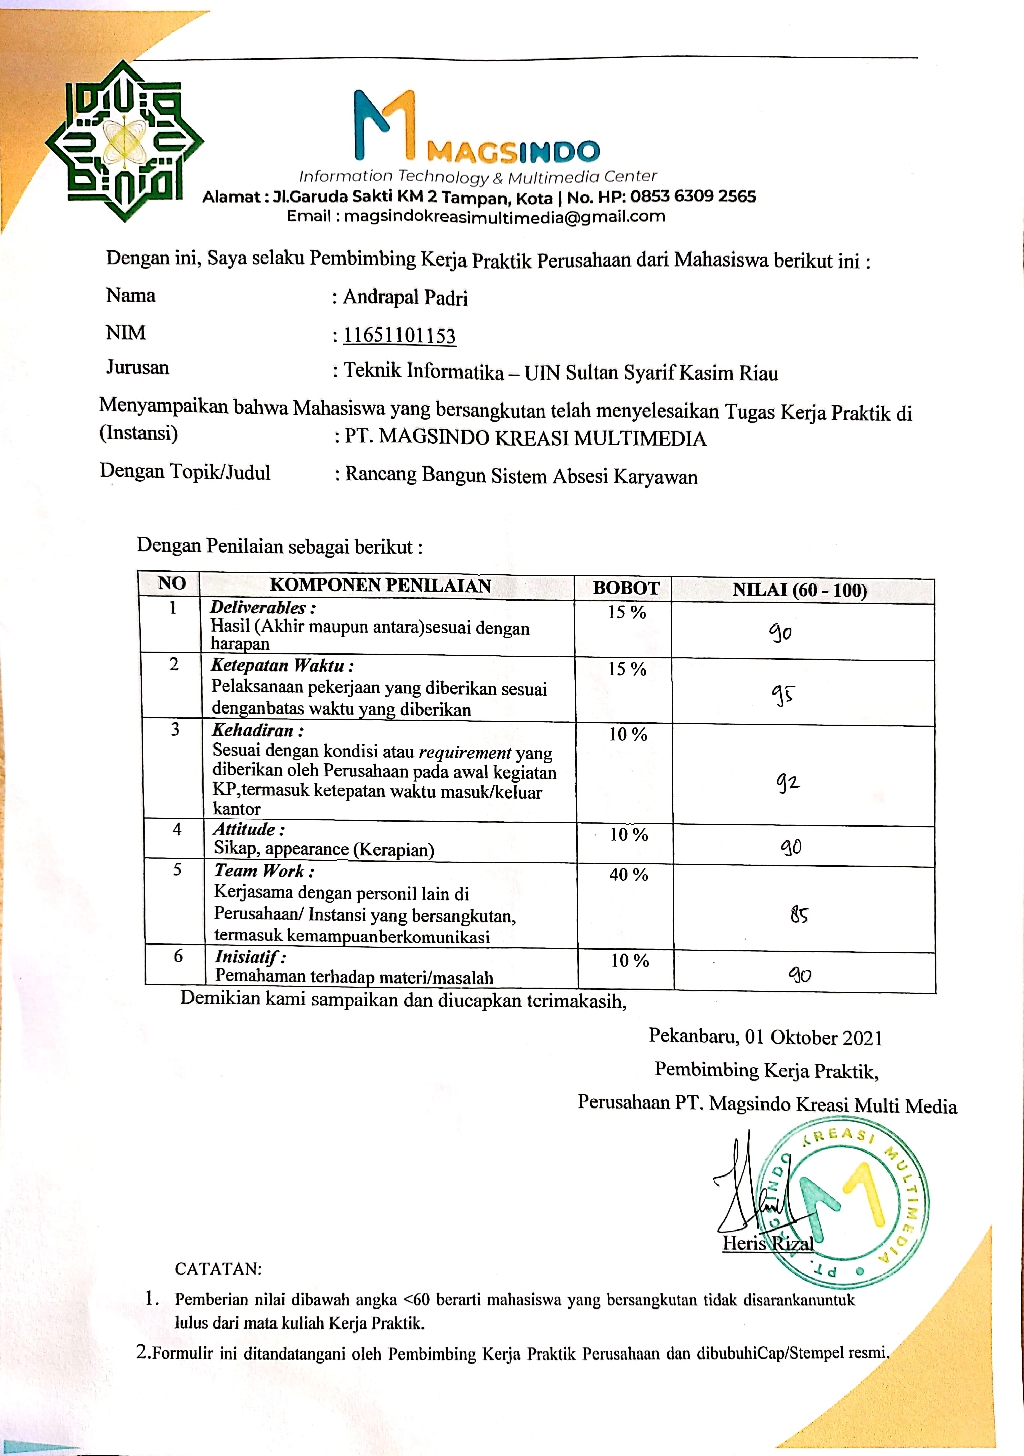 MAGSINDO
Information Technology & Multimedia Center
Alamat : Jl.Garuda Sakti KM 2 Tampan, Kota | No. HP: 0853 6309 2565
Email : magsindokreasimultimedia@gmail.com
Dengan ini, Saya selaku Pembimbing Kerja Praktik Perusahaan dari Mahasiswa berikut ini :
Nama : Andrapal Padri
NIM : 11651101153
Jurusan : Teknik Informatika – UIN Sultan Syarif Kasim Riau
Menyampaikan bahwa Mahasiswa yang bersangkutan telah menyelesaikan Tugas Kerja Praktik di
(Instansi) : PT. MAGSINDO KREASI MULTIMEDIA
Dengan Topik/Judul : Rancang Bangun Sistem Absesi Karyawan
Dengan Penilaian sebagai berikut :
NO KOMPONEN PENILAIAN BOBOT NILAI (60 - 100)
1 Deliverables : 15 % 90
Hasil (Akhir maupun antara)sesuai dengan
harapan
2 Ketepatan Waktu : 15 % 95
Pelaksanaan pekerjaan yang diberikan sesuai
denganbatas waktu yang diberikan
3 Kehadiran : 10 % 92
Sesuai dengan kondisi atau requirement yang
diberikan oleh Perusahaan pada awal kegiatan
KP,termasuk ketepatan waktu masuk/keluar
kantor
4 Attitude : 10 % 90
Sikap, appearance (Kerapian)
5 Team Work : 40 % 85
Kerjasama dengan personil lain di
Perusahaan/ Instansi yang bersangkutan,
termasuk kemampuanberkomunikasi
6 Inisiatif : 10 % 90
Pemahaman terhadap materi/masalah
Demikian kami sampaikan dan diucapkan terimakasih,
Pekanbaru, 01 Oktober 2021
Pembimbing Kerja Praktik,
Perusahaan PT. Magsindo Kreasi Multi Media
PT. MAGSINDO KREASI MULTIMEDIA
Heris Rizal
CATATAN:
1. Pemberian nilai dibawah angka <60 berarti mahasiswa yang bersangkutan tidak disarankanuntuk
lulus dari mata kuliah Kerja Praktik.
2.Formulir ini ditandatangani oleh Pembimbing Kerja Praktik Perusahaan dan dibubuhiCap/Stempel resmi.